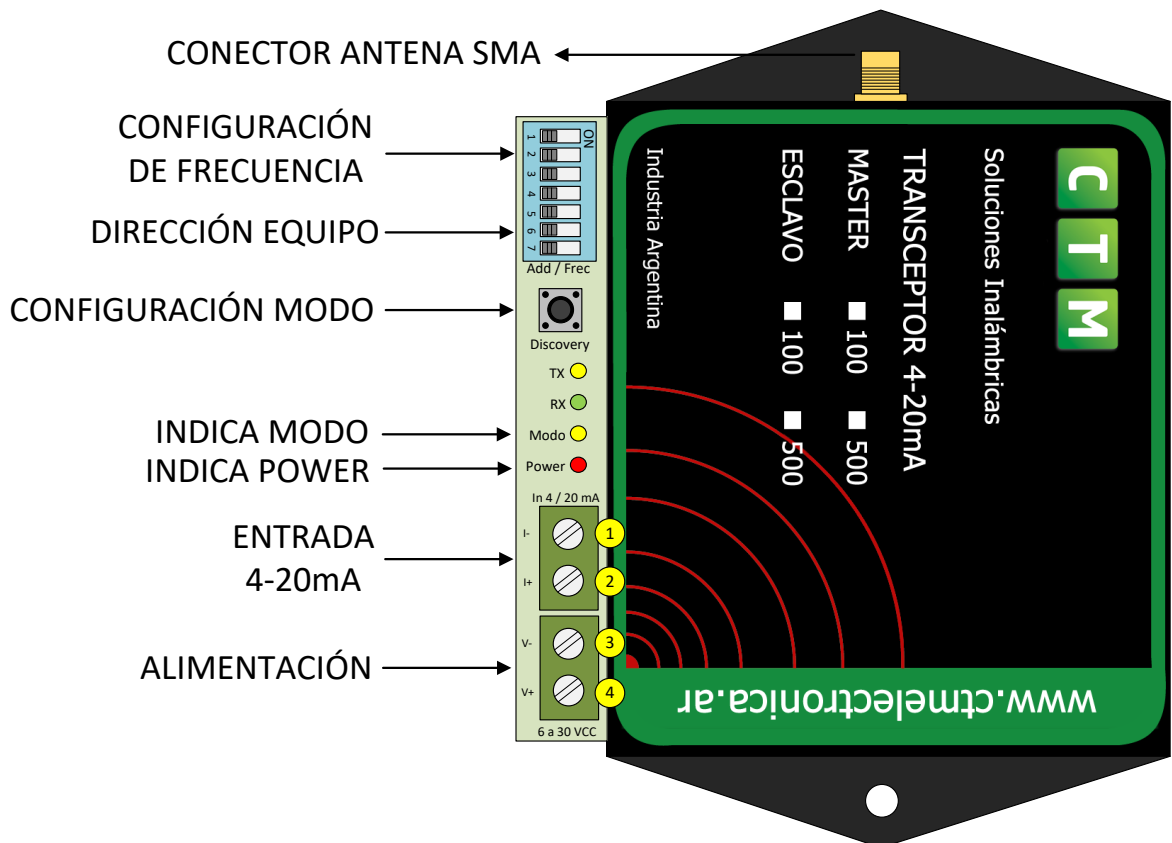 CONECTOR ANTENA SMA
CONFIGURACIÓN
DE FRECUENCIA
DIRECCIÓN EQUIPO
CONFIGURACIÓN MODO
INDICA MODO
INDICA POWER
ENTRADA
4-20mA
ALIMENTACIÓN
ON
1
2
3
4
5
6
7
Add / Frec
Discovery
TX
RX
Modo
Power
In 4 / 20 mA
I-
1
I+
2
V-
3
V+
4
6 a 30 VCC
CTM
Soluciones Inalámbricas
TRANSCEPTOR 4-20mA
MASTER 100 500
ESCLAVO 100 500
Industria Argentina
www.ctmelectronica.ar